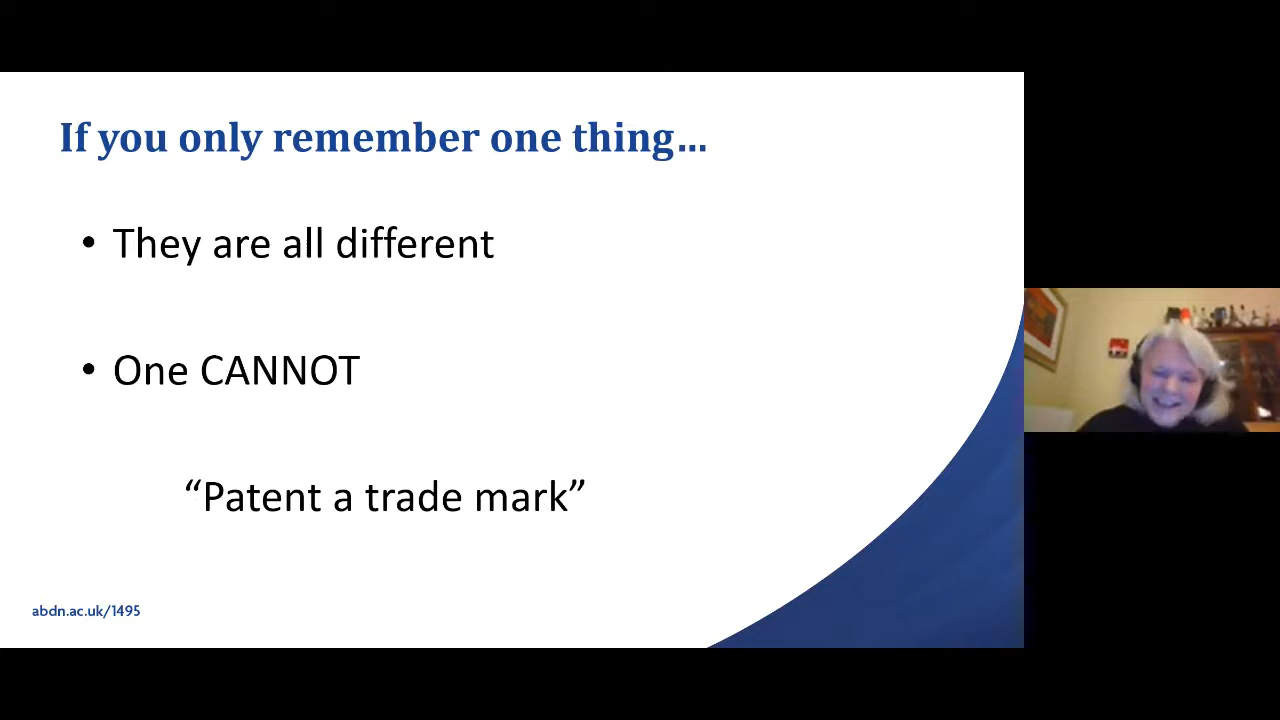 If you only remember one thing…
• They are all different
• One CANNOT
“Patent a trade mark”
abdn.ac.uk/1495